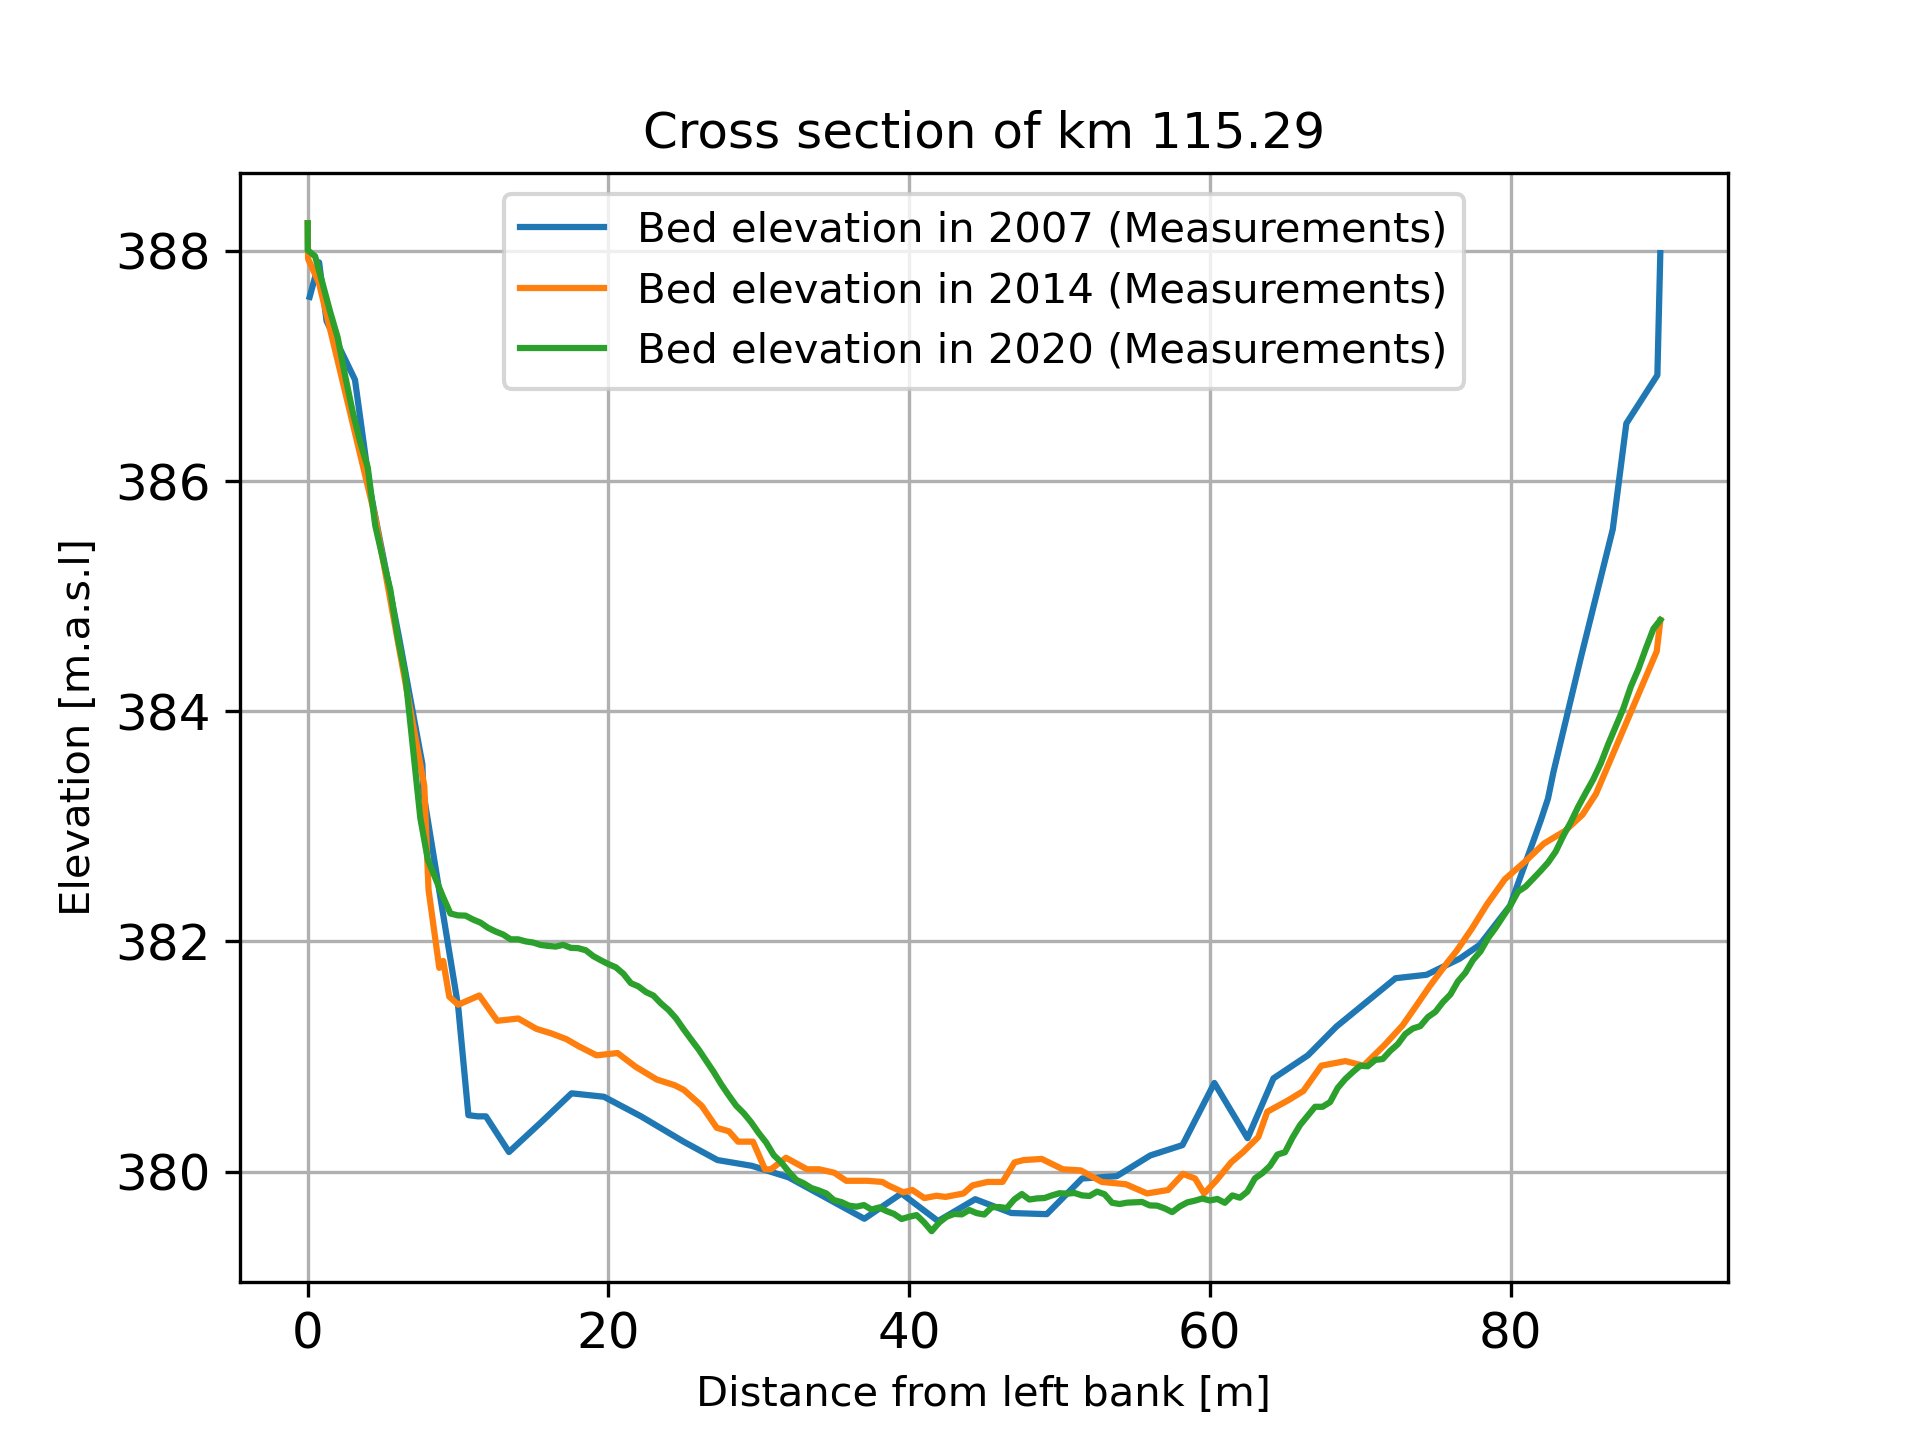 Cross section of km 115.29
Bed elevation in 2007 (Measurements)
Bed elevation in 2014 (Measurements)
Bed elevation in 2020 (Measurements)
Elevation [m.a.s.l]
388
386
384
382
380
0 20 40 60 80
Distance from left bank [m]